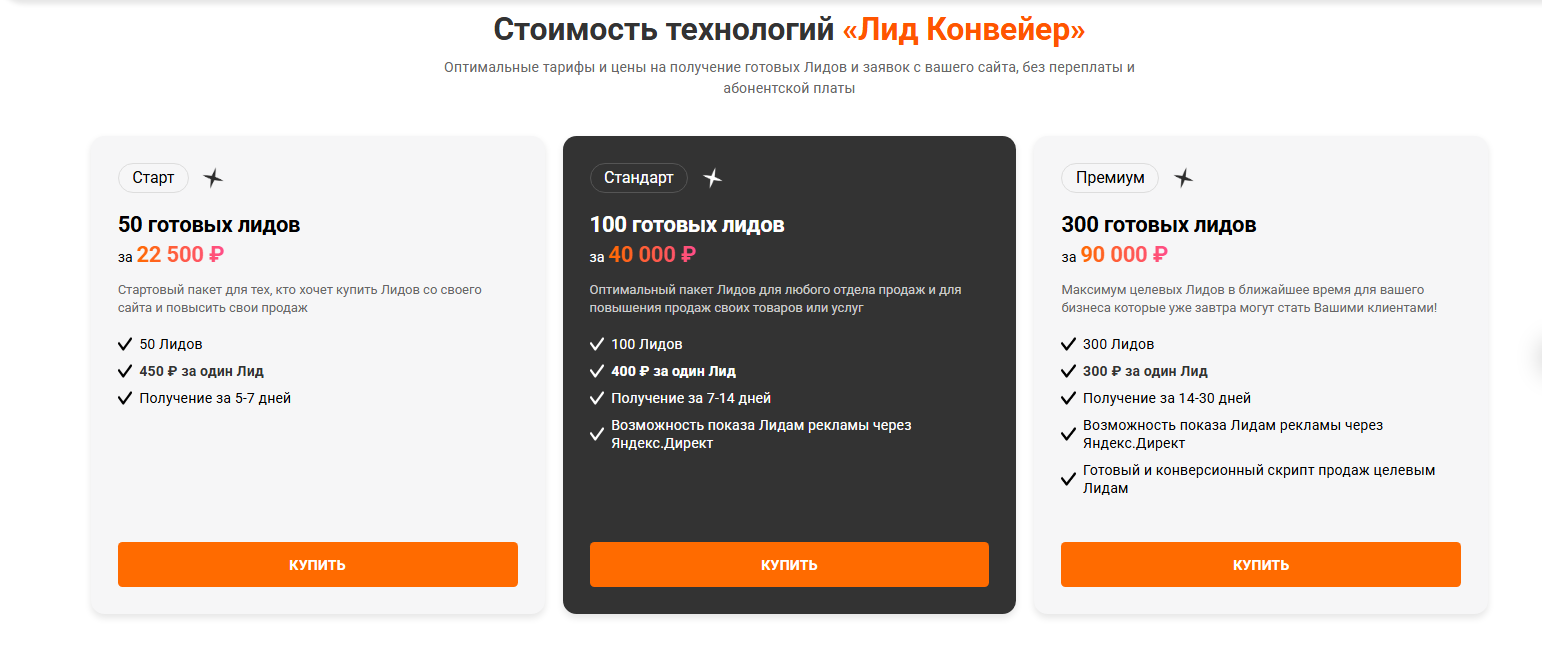 Стоимость технологий «Лид Конвейер»
Оптимальные тарифы и цены на получение готовых Лидов и заявок с вашего сайта, без переплаты и
абонентской платы
Старт
50 готовых лидов
за 22 500 ₽
Стартовый пакет для тех, кто хочет купить Лидов со своего
сайта и повысить свои продаж
50 Лидов
450 ₽ за один Лид
Получение за 5-7 дней
КУПИТЬ
Стандарт
100 готовых лидов
за 40 000 ₽
Оптимальный пакет Лидов для любого отдела продаж и для
повышения продаж своих товаров или услуг
100 Лидов
400 ₽ за один Лид
Получение за 7-14 дней
Возможность показа Лидам рекламы через
Яндекс.Директ
КУПИТЬ
Премиум
300 готовых лидов
за 90 000 ₽
Максимум целевых Лидов в ближайшее время для вашего
бизнеса которые уже завтра могут стать Вашими клиентами!
300 Лидов
300 ₽ за один Лид
Получение за 14-30 дней
Возможность показа Лидам рекламы через
Яндекс.Директ
Готовый и конверсионный скрипт продаж целевым
Лидам
КУПИТЬ